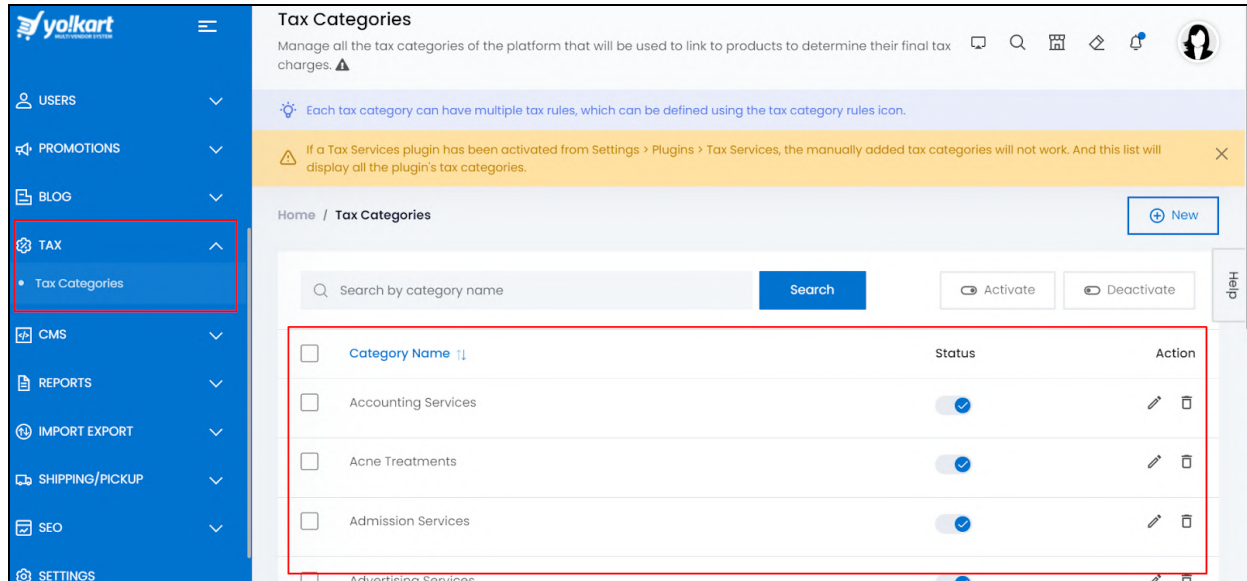 yo!kart
MULTI VENDOR SYSTEM
USERS
PROMOTIONS
BLOG
TAX
Tax Categories
CMS
REPORTS
IMPORT EXPORT
SHIPPING/PICKUP
SEO
SETTINGS
Tax Categories
Manage all the tax categories of the platform that will be used to link to products to determine their final tax
charges.
Each tax category can have multiple tax rules, which can be defined using the tax category rules icon.
If a Tax Services plugin has been activated from Settings > Plugins > Tax Services, the manually added tax categories will not work. And this list will
display all the plugin's tax categories.
Home / Tax Categories
New
Search by category name
Search
Activate
Deactivate
Help
Category Name Status Action
Accounting Services
Acne Treatments
Admission Services
Advertising Services